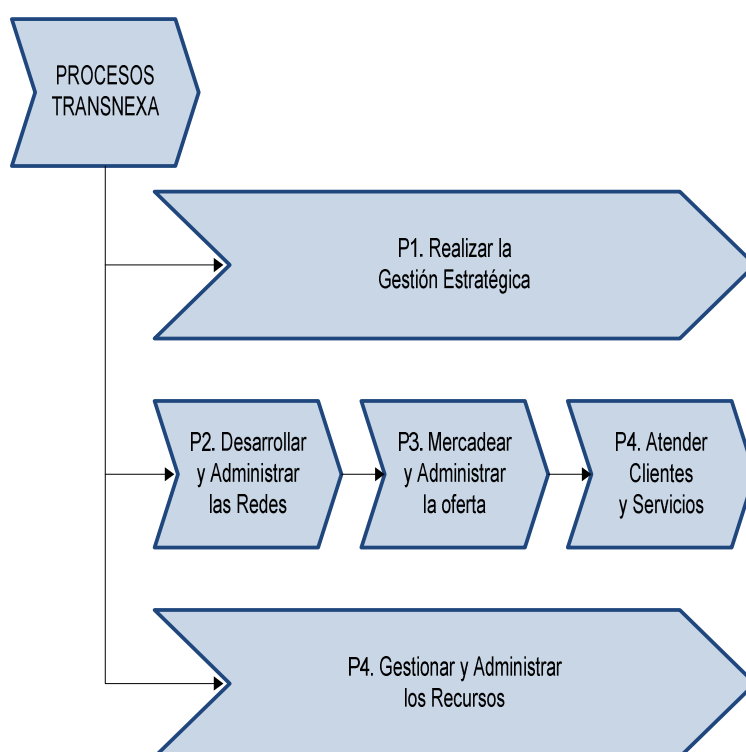 PROCESOS
TRANSNEXA
P1. Realizar la
Gestión Estratégica
P2. Desarrollar
y Administrar
las Redes
P3. Mercadear
y Administrar
la oferta
P4. Atender
Clientes
y Servicios
P4. Gestionar y Administrar
los Recursos